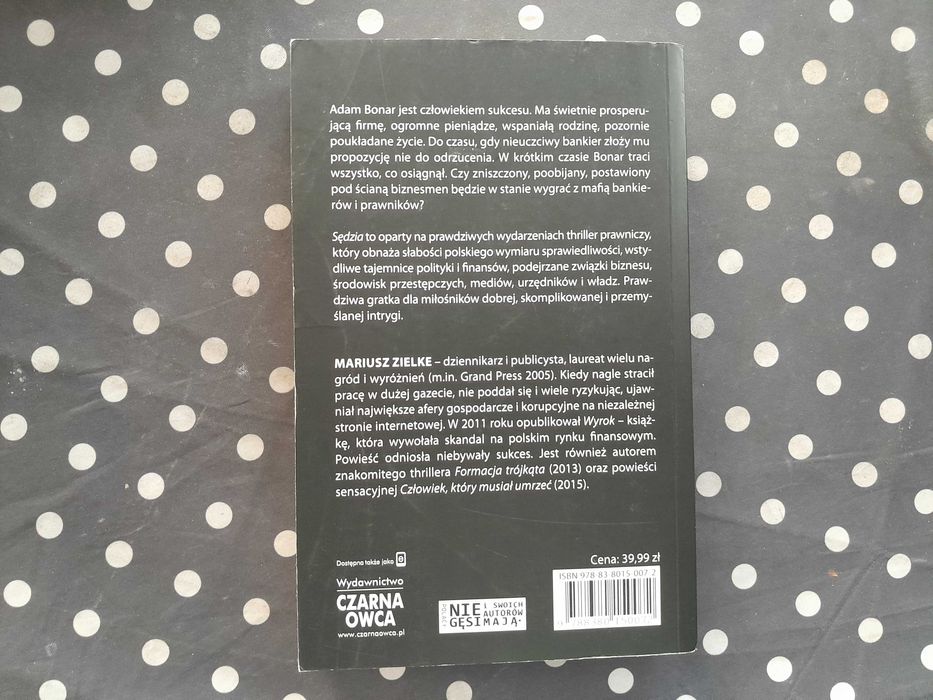 Adam Bonar jest człowiekiem sukcesu. Ma świetnie prosperu-
jącą firmę, ogromne pieniądze, wspaniałą rodzinę, pozornie
poukładane życie. Do czasu, gdy nieuczciwy bankier złoży mu
propozycję nie do odrzucenia. W krótkim czasie Bonar traci
wszystko, co osiągnął. Czy zniszczony, poobijany, postawiony
pod ścianą biznesmen będzie w stanie wygrać z mafią bankie-
rów i prawników?
Sędzia to oparty na prawdziwych wydarzeniach thriller prawniczy,
który obnaża słabości polskiego wymiaru sprawiedliwości, wsty-
dliwe tajemnice polityki i finansów, podejrzane związki biznesu,
środowisk przestępczych, mediów, urzędników i władz. Praw-
dziwa gratka dla miłośników dobrej, skomplikowanej i przemy-
ślanej intrygi.
MARIUSZ ZIELKE – dziennikarz i publicysta, laureat wielu na-
gród i wyróżnień (m.in. Grand Press 2005). Kiedy nagle stracił
pracę w dużej gazecie, nie poddał się i wiele ryzykując, ujaw-
niał największe afery gospodarcze i korupcyjne na niezależnej
stronie internetowej. W 2011 roku opublikował Wyrok – książ-
kę, która wywołała skandal na polskim rynku finansowym.
Powieść odniosła niebywały sukces. Jest również autorem
znakomitego thrillera Formacja trójkąta (2013) oraz powieści
sensacyjnej Człowiek, który musiał umrzeć (2015).
Dostępna także jako e
Wydawnictwo
CZARNA
OWCA
www.czarnaowca.pl
POLACY
NIE I SWOICH AUTORÓW
GĘSI MAJĄ.
Cena: 39,99 zł
ISBN 978-83-8015-007-2
9 788380 150072